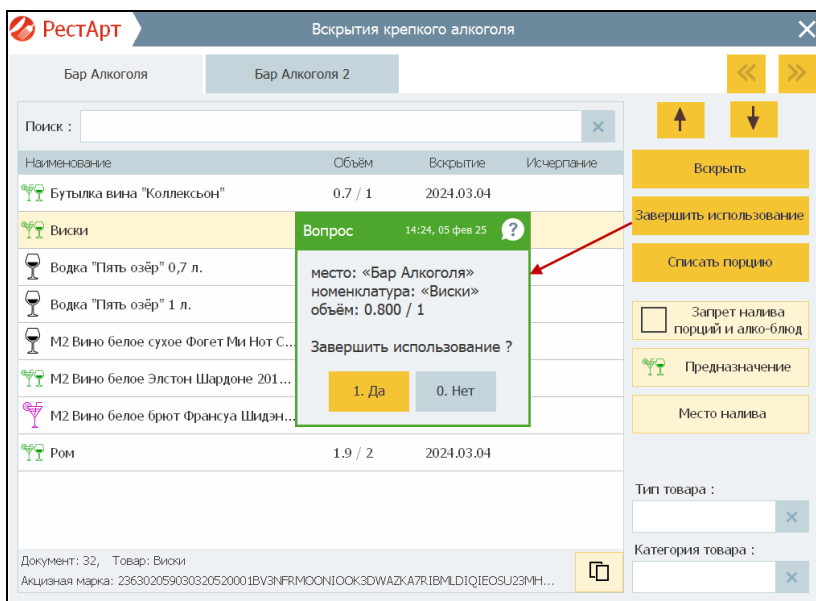 РестАрт
Вскрытия крепкого алкоголя
Бар Алкоголя
Бар Алкоголя 2
Поиск :
Наименование Объём Вскрытие Исчерпание
Бутылка вина "Коллексьон" 0.7 / 1 2024.03.04
Виски
Водка "Пять озёр" 0,7 л.
Водка "Пять озёр" 1 л.
М2 Вино белое сухое Фогет Ми Нот С...
М2 Вино белое Элстон Шардоне 201...
М2 Вино белое брют Франсуа Шидэн...
Ром 1.9 / 2 2024.03.04
Вопрос 14:24, 05 фев 25
место: «Бар Алкоголя»
номенклатура: «Виски»
объём: 0.800 / 1
Завершить использование ?
1. Да
0. Нет
Вскрыть
Завершить использование
Списать порцию
Запрет налива
порций и алко-блюд
Предназначение
Место налива
Тип товара :
Категория товара :
Документ: 32, Товар: Виски
Акцизная марка: 236302059030320520001BV3NFRMOONIOOK3DWAZKA7RIBMLDIQIEOSU23MH...